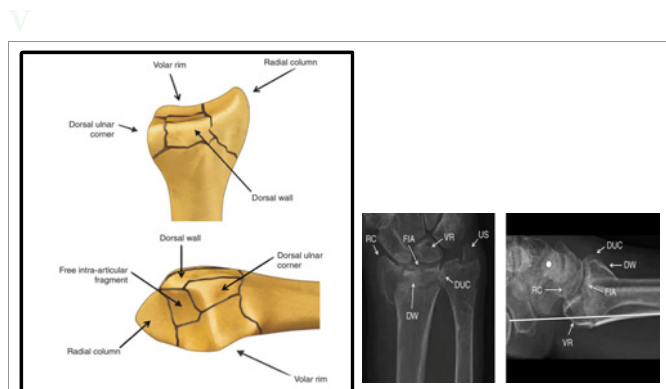 V
Volar rim
Radial column
Dorsal ulnar
corner
Dorsal wall
Dorsal wall
Dorsal ulnar
corner
Free intra-articular
fragment
Radial column
Volar rim
RC
FIA
VR
US
DUC
DW
DUC
DW
RC
FIA
VR